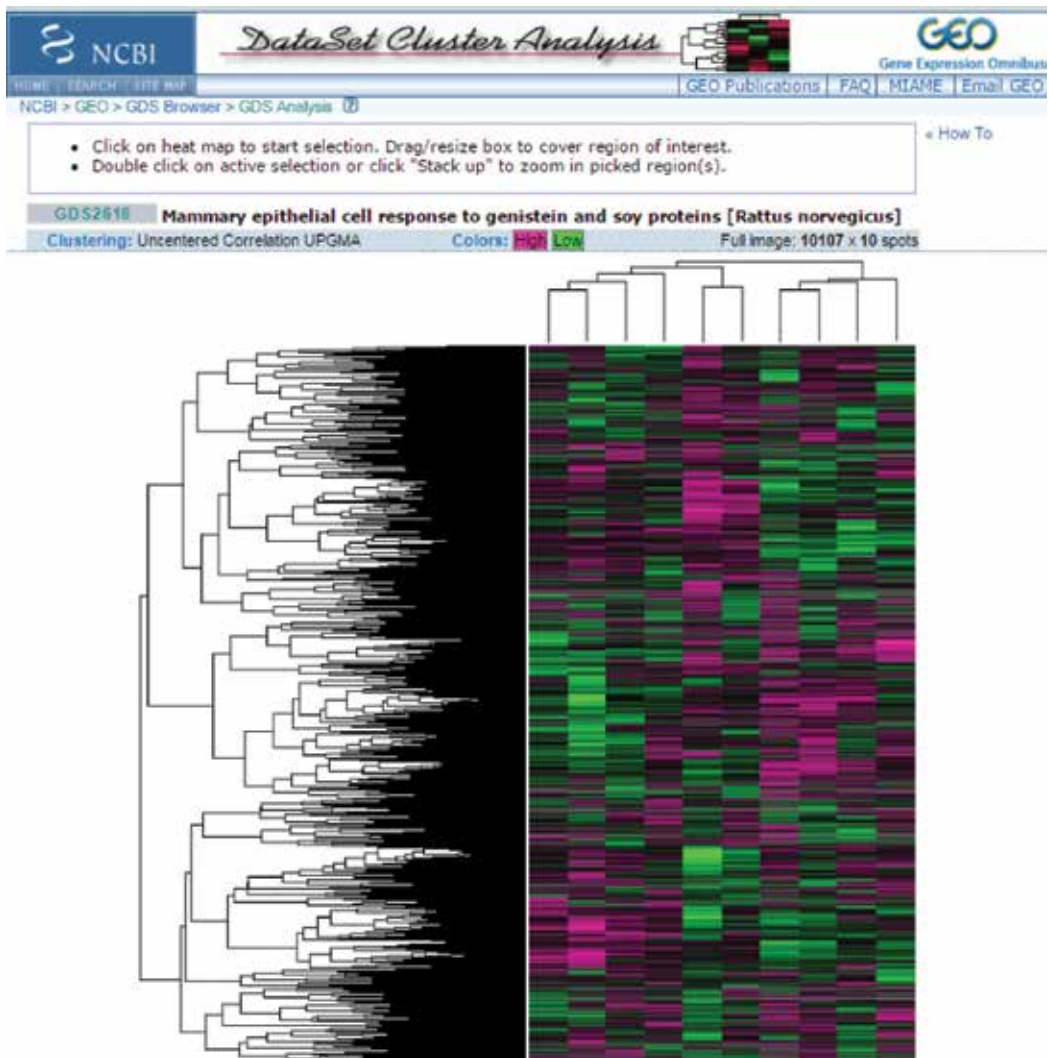 NCBI
DataSet Cluster Analysis
GEO
Gene Expression Omnibus
HOME SEARCH SITE MAP
GEO Publications FAQ MIAME Email GEO
NCBI > GEO > GDS Browser > GDS Analysis ?
• Click on heat map to start selection. Drag/resize box to cover region of interest.
• Double click on active selection or click "Stack up" to zoom in picked region(s).
« How To
GDS2618 Mammary epithelial cell response to genistein and soy proteins [Rattus norvegicus]
Clustering: Uncentered Correlation UPGMA Colors: High Low Full image: 10107 x 10 spots